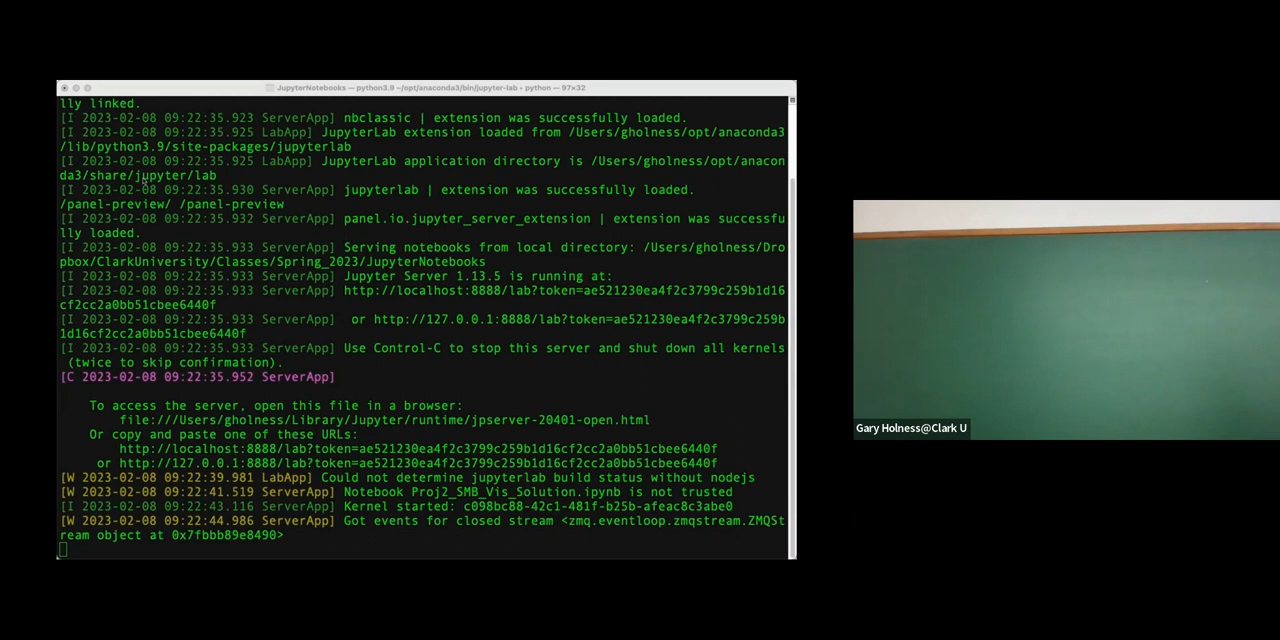 JupyterNotebooks — python3.9 ~/opt/anaconda3/bin/jupyter-lab • python — 97×32
lly linked.
[I 2023-02-08 09:22:35.923 ServerApp] nbclassic | extension was successfully loaded.
[I 2023-02-08 09:22:35.925 LabApp] JupyterLab extension loaded from /Users/gholness/opt/anaconda3
/lib/python3.9/site-packages/jupyterlab
[I 2023-02-08 09:22:35.925 LabApp] JupyterLab application directory is /Users/gholness/opt/anacon
da3/share/jupyter/lab
[I 2023-02-08 09:22:35.930 ServerApp] jupyterlab | extension was successfully loaded.
/panel-preview/ /panel-preview
[I 2023-02-08 09:22:35.932 ServerApp] panel.io.jupyter_server_extension | extension was successfu
lly loaded.
[I 2023-02-08 09:22:35.933 ServerApp] Serving notebooks from local directory: /Users/gholness/Dro
pbox/ClarkUniversity/Classes/Spring_2023/JupyterNotebooks
[I 2023-02-08 09:22:35.933 ServerApp] Jupyter Server 1.13.5 is running at:
[I 2023-02-08 09:22:35.933 ServerApp] http://localhost:8888/lab?token=ae521230ea4f2c3799c259b1d16
cf2cc2a0bb51cbee6440f
[I 2023-02-08 09:22:35.933 ServerApp]  or http://127.0.0.1:8888/lab?token=ae521230ea4f2c3799c259b
1d16cf2cc2a0bb51cbee6440f
[I 2023-02-08 09:22:35.933 ServerApp] Use Control-C to stop this server and shut down all kernels
(twice to skip confirmation).
[C 2023-02-08 09:22:35.952 ServerApp]
To access the server, open this file in a browser:
file:///Users/gholness/Library/Jupyter/runtime/jpserver-20401-open.html
Or copy and paste one of these URLs:
http://localhost:8888/lab?token=ae521230ea4f2c3799c259b1d16cf2cc2a0bb51cbee6440f
or http://127.0.0.1:8888/lab?token=ae521230ea4f2c3799c259b1d16cf2cc2a0bb51cbee6440f
[W 2023-02-08 09:22:39.981 LabApp] Could not determine jupyterlab build status without nodejs
[W 2023-02-08 09:22:41.519 ServerApp] Notebook Proj2_SMB_Vis_Solution.ipynb is not trusted
[I 2023-02-08 09:22:43.116 ServerApp] Kernel started: c098bc88-42c1-481f-b25b-afeac8c3abe0
[W 2023-02-08 09:22:44.986 ServerApp] Got events for closed stream <zmq.eventloop.zmqstream.ZMQSt
ream object at 0x7fbbb89e8490>
Gary Holness@Clark U